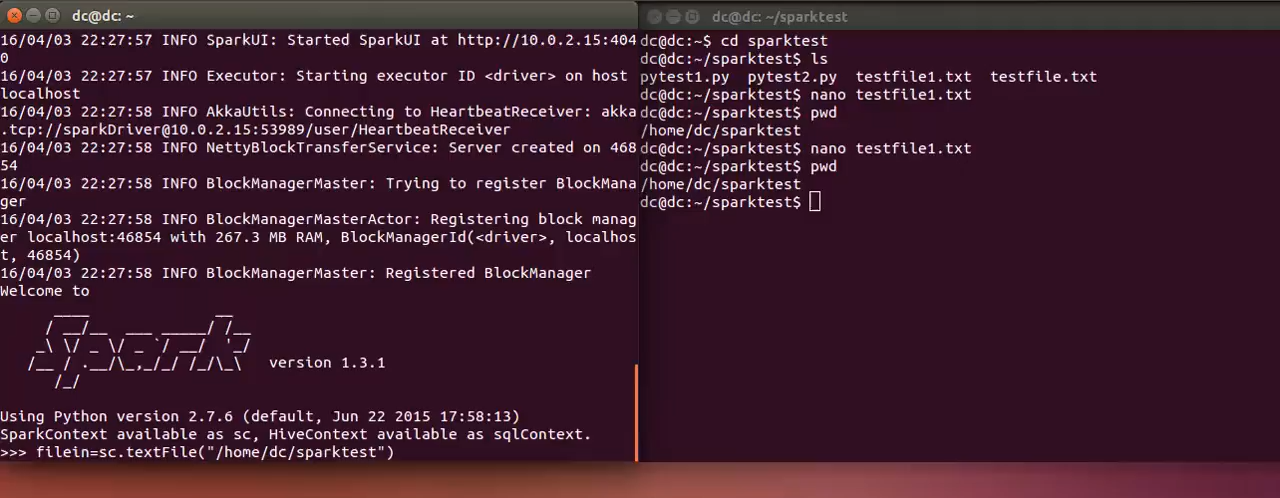 dc@dc: ~
16/04/03 22:27:57 INFO SparkUI: Started SparkUI at http://10.0.2.15:404
0
16/04/03 22:27:57 INFO Executor: Starting executor ID <driver> on host
localhost
16/04/03 22:27:58 INFO AkkaUtils: Connecting to HeartbeatReceiver: akka
.tcp://sparkDriver@10.0.2.15:53989/user/HeartbeatReceiver
16/04/03 22:27:58 INFO NettyBlockTransferService: Server created on 468
54
16/04/03 22:27:58 INFO BlockManagerMaster: Trying to register BlockMana
ger
16/04/03 22:27:58 INFO BlockManagerMasterActor: Registering block manag
er localhost:46854 with 267.3 MB RAM, BlockManagerId(<driver>, localhos
t, 46854)
16/04/03 22:27:58 INFO BlockManagerMaster: Registered BlockManager
Welcome to
Spark version 1.3.1
Using Python version 2.7.6 (default, Jun 22 2015 17:58:13)
SparkContext available as sc, HiveContext available as sqlContext.
>>> filein=sc.textFile("/home/dc/sparktest")
dc@dc: ~/sparktest
dc@dc:~$ cd sparktest
dc@dc:~/sparktest$ ls
pytest1.py  pytest2.py  testfile1.txt  testfile.txt
dc@dc:~/sparktest$ nano testfile1.txt
dc@dc:~/sparktest$ pwd
/home/dc/sparktest
dc@dc:~/sparktest$ nano testfile1.txt
dc@dc:~/sparktest$ pwd
/home/dc/sparktest
dc@dc:~/sparktest$